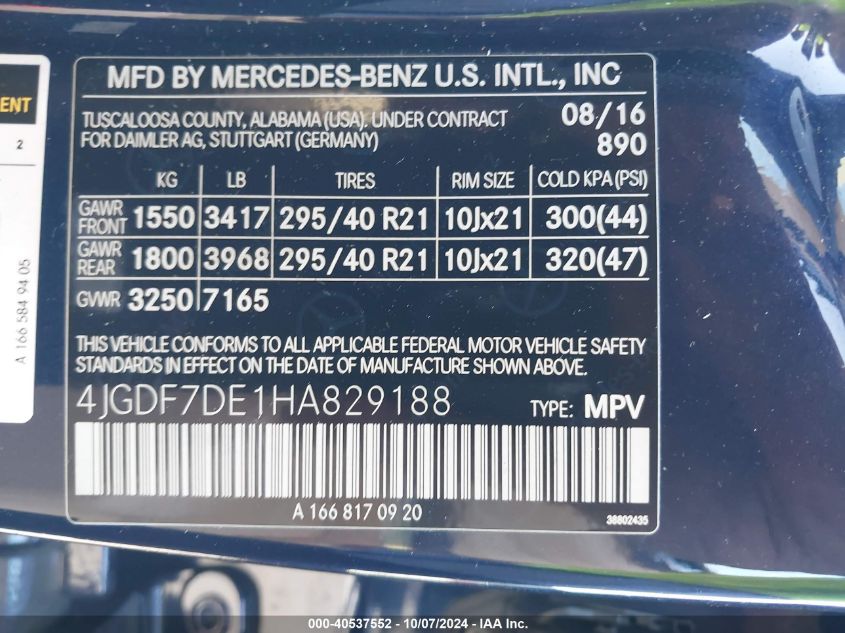 ENT
2
A 166 584 94 05
MFD BY MERCEDES-BENZ U.S. INTL., INC
TUSCALOOSA COUNTY, ALABAMA (USA). UNDER CONTRACT
FOR DAIMLER AG, STUTTGART (GERMANY)
08/16
890
KG LB TIRES RIM SIZE COLD KPA (PSI)
GAWR FRONT 1550 3417 295/40 R21 10Jx21 300(44)
GAWR REAR 1800 3968 295/40 R21 10Jx21 320(47)
GVWR 3250 7165
THIS VEHICLE CONFORMS TO ALL APPLICABLE FEDERAL MOTOR VEHICLE SAFETY
STANDARDS IN EFFECT ON THE DATE OF MANUFACTURE SHOWN ABOVE.
4JGDF7DE1HA829188 TYPE: MPV
A 166 817 09 20
38802435
000-40537552 - 10/07/2024 - IAA Inc.